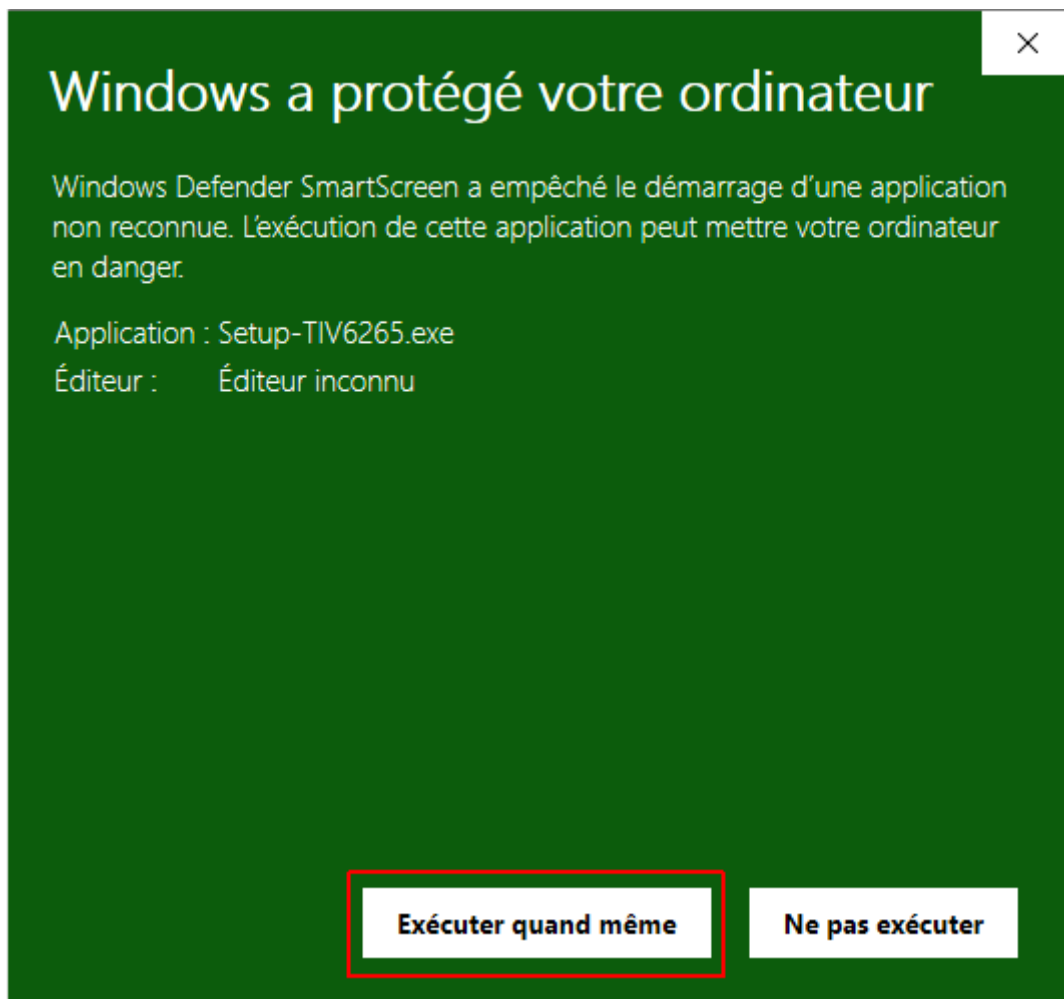 Windows a protégé votre ordinateur
Windows Defender SmartScreen a empêché le démarrage d’une application
non reconnue. L’exécution de cette application peut mettre votre ordinateur
en danger.
Application : Setup-TIV6265.exe
Éditeur : Éditeur inconnu
Exécuter quand même Ne pas exécuter